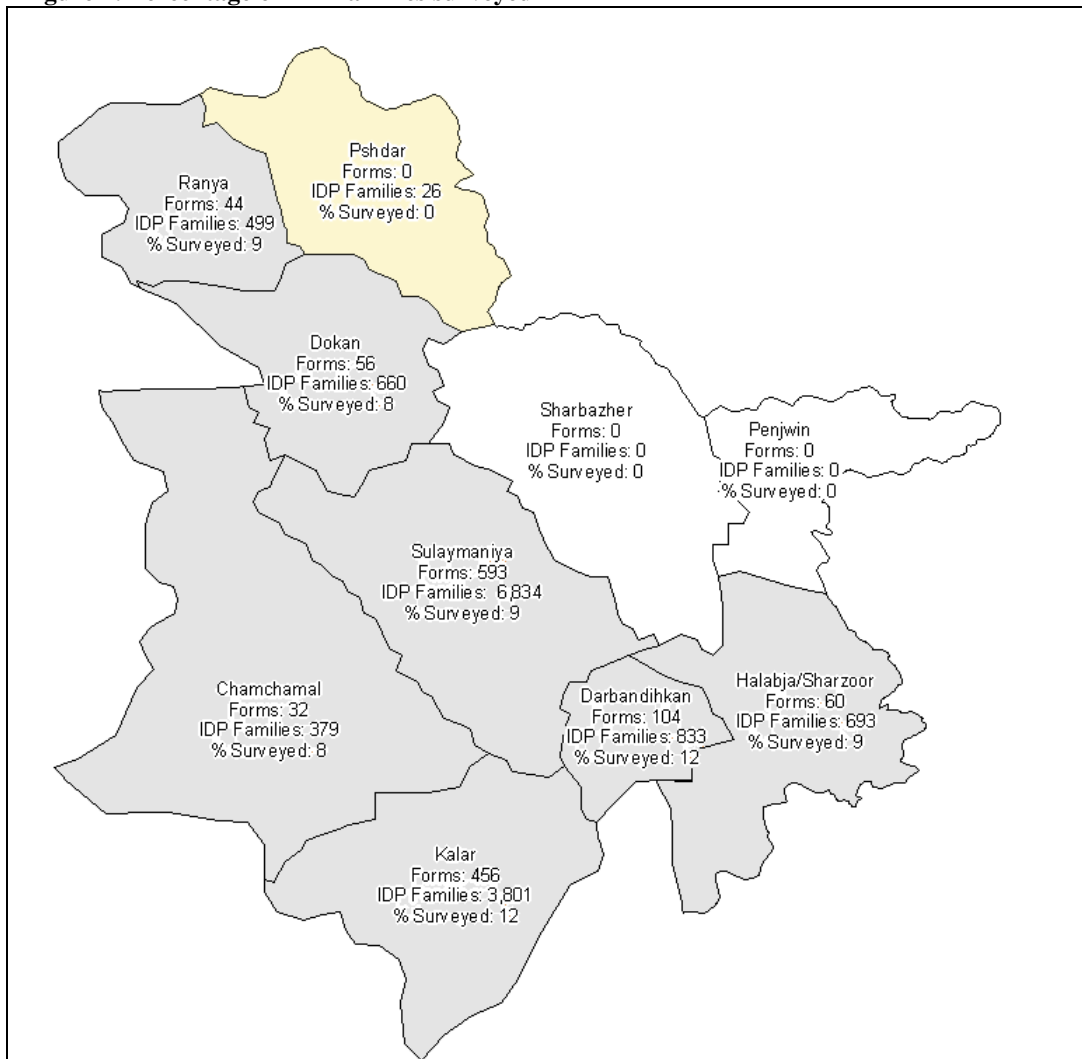 Pshdar
Forms: 0
IDP Families: 26
% Surveyed: 0
Ranya
Forms: 44
IDP Families: 499
% Surveyed: 9
Dokan
Forms: 56
IDP Families: 660
% Surveyed: 8
Sharbazher
Forms: 0
IDP Families: 0
% Surveyed: 0
Penjwin
Forms: 0
IDP Families: 0
% Surveyed: 0
Sulaymaniya
Forms: 593
IDP Families: 6,834
% Surveyed: 9
Chamchamal
Forms: 32
IDP Families: 379
% Surveyed: 8
Darbandihkan
Forms: 104
IDP Families: 833
% Surveyed: 12
Halabja/Sharzoor
Forms: 60
IDP Families: 693
% Surveyed: 9
Kalar
Forms: 456
IDP Families: 3,801
% Surveyed: 12